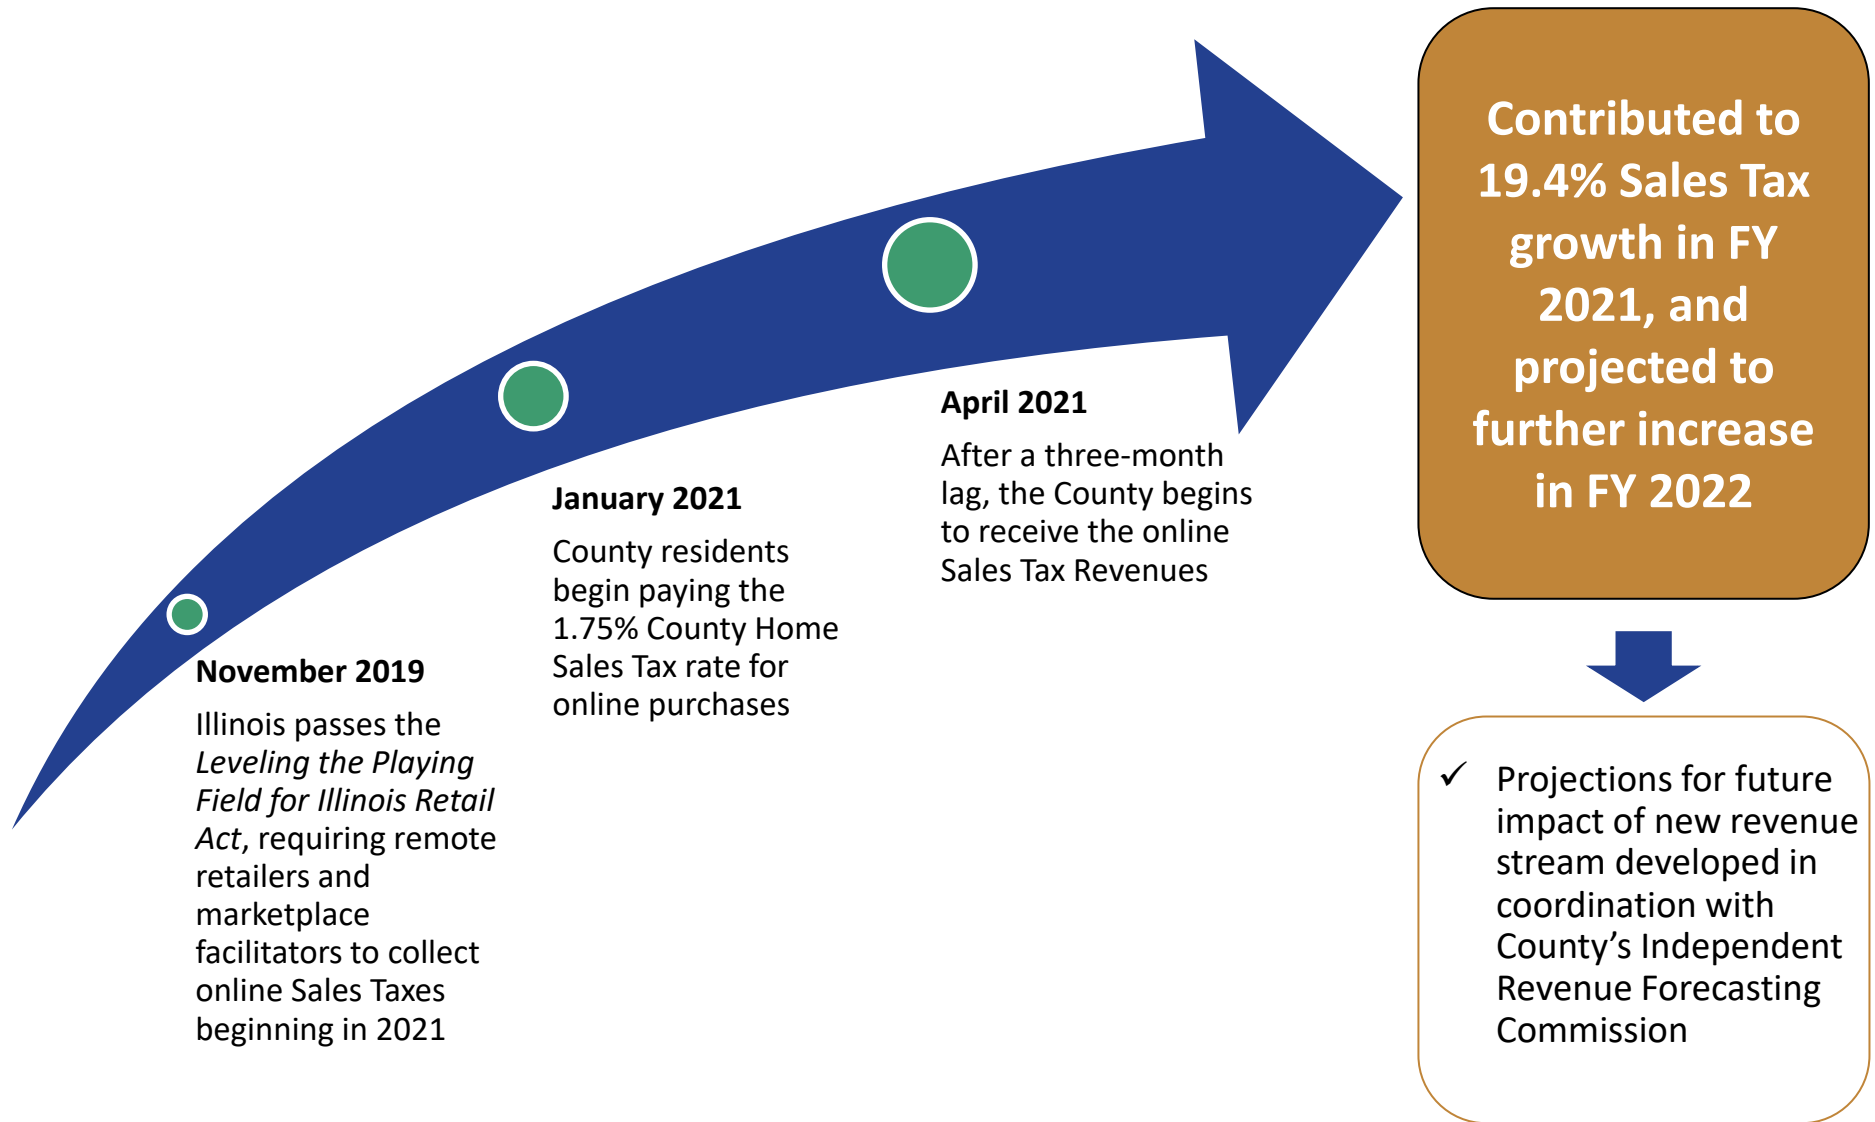 November 2019
Illinois passes the
Leveling the Playing
Field for Illinois Retail
Act, requiring remote
retailers and
marketplace
facilitators to collect
online Sales Taxes
beginning in 2021
January 2021
County residents
begin paying the
1.75% County Home
Sales Tax rate for
online purchases
April 2021
After a three-month
lag, the County begins
to receive the online
Sales Tax Revenues
Contributed to
19.4% Sales Tax
growth in FY
2021, and
projected to
further increase
in FY 2022
✓ Projections for future
impact of new revenue
stream developed in
coordination with
County’s Independent
Revenue Forecasting
Commission